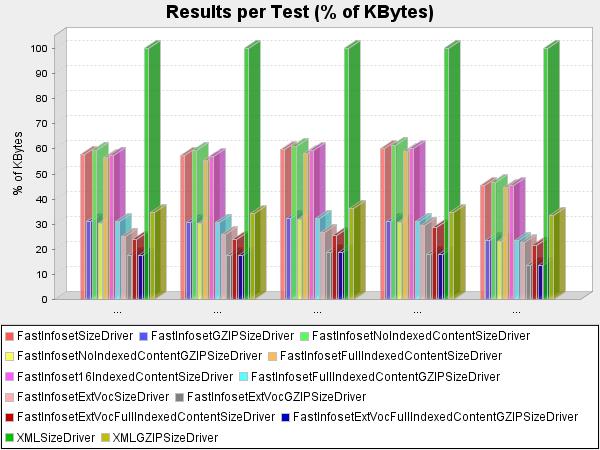 Results per Test (% of KBytes)
% of KBytes
100
90
80
70
60
50
40
30
20
10
0
... ... ... ... ...
FastInfosetSizeDriver FastInfosetGZIPSizeDriver FastInfosetNoIndexedContentSizeDriver
FastInfosetNoIndexedContentGZIPSizeDriver FastInfosetFullIndexedContentSizeDriver
FastInfoset16IndexedContentSizeDriver FastInfosetFullIndexedContentGZIPSizeDriver
FastInfosetExtVocSizeDriver FastInfosetExtVocGZIPSizeDriver
FastInfosetExtVocFullIndexedContentSizeDriver FastInfosetExtVocFullIndexedContentGZIPSizeDriver
XMLSizeDriver XMLGZIPSizeDriver